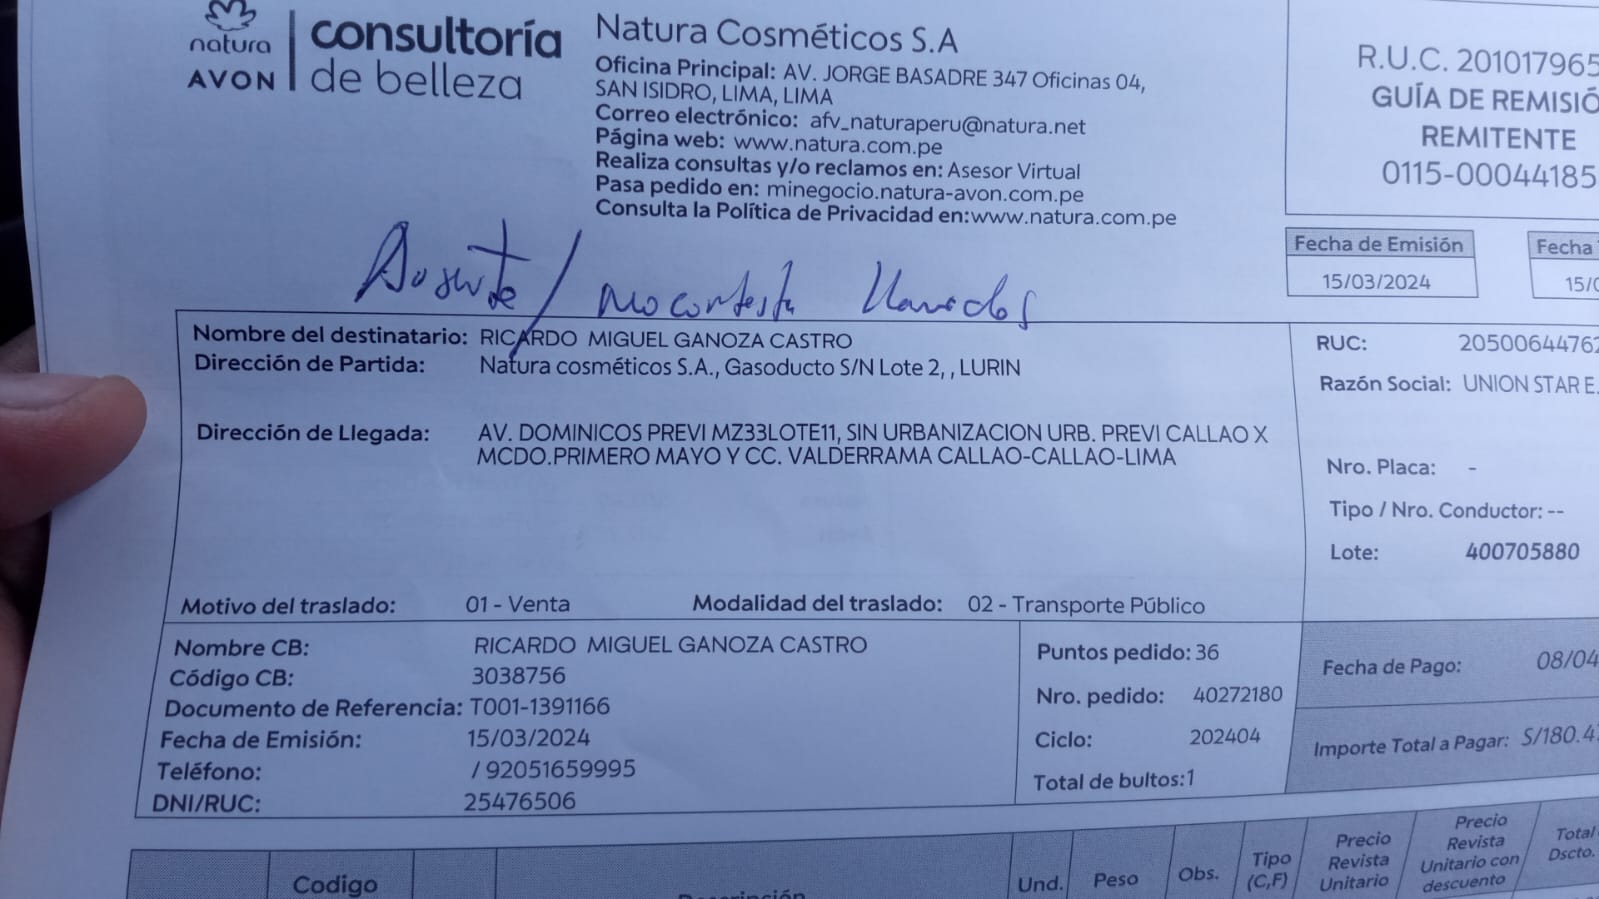 natura
AVON
consultoría
de belleza
Natura Cosméticos S.A
Oficina Principal: AV. JORGE BASADRE 347 Oficinas 04,
SAN ISIDRO, LIMA, LIMA
Correo electrónico: afv_naturaperu@natura.net
Página web: www.natura.com.pe
Realiza consultas y/o reclamos en: Asesor Virtual
Pasa pedido en: minegocio.natura-avon.com.pe
Consulta la Política de Privacidad en:www.natura.com.pe
R.U.C. 201017965
GUÍA DE REMISIÓ
REMITENTE
0115-00044185
Fecha de Emisión
15/03/2024
Fecha
15/0
Ausente / no contesta llamadas
Nombre del destinatario: RICARDO MIGUEL GANOZA CASTRO
Dirección de Partida: Natura cosméticos S.A., Gasoducto S/N Lote 2, , LURIN
Dirección de Llegada: AV. DOMINICOS PREVI MZ33LOTE11, SIN URBANIZACION URB. PREVI CALLAO X
MCDO.PRIMERO MAYO Y CC. VALDERRAMA CALLAO-CALLAO-LIMA
Motivo del traslado: 01 - Venta Modalidad del traslado: 02 - Transporte Público
RUC: 20500644762
Razón Social: UNION STAR E.
Nro. Placa: -
Tipo / Nro. Conductor: --
Lote: 400705880
Nombre CB: RICARDO MIGUEL GANOZA CASTRO
Código CB: 3038756
Documento de Referencia: T001-1391166
Fecha de Emisión: 15/03/2024
Teléfono: / 92051659995
DNI/RUC: 25476506
Puntos pedido: 36
Nro. pedido: 40272180
Ciclo: 202404
Total de bultos:1
Fecha de Pago: 08/04
Importe Total a Pagar: S/180.47
Codigo
Descripción
Und.
Peso
Obs.
Tipo
(C,F)
Precio
Revista
Unitario
Precio
Revista
Unitario con
descuento
Total
Dscto.